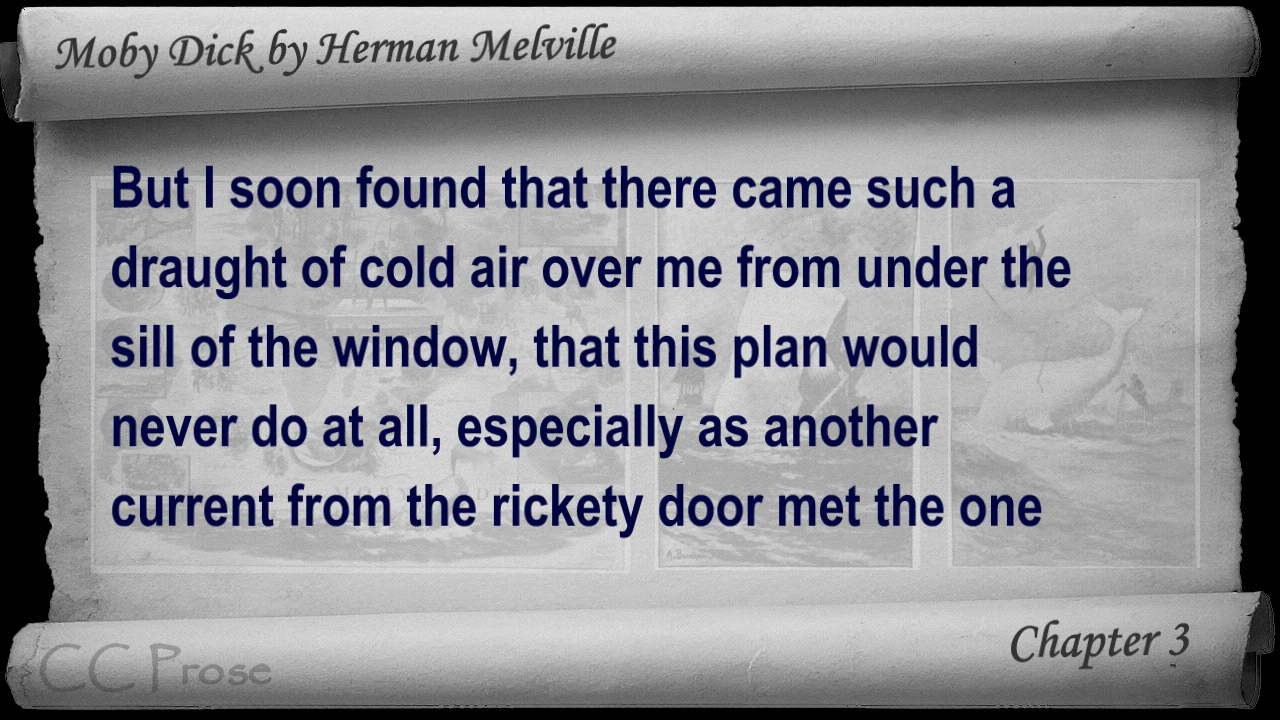 Moby Dick by Herman Melville
But I soon found that there came such a
draught of cold air over me from under the
sill of the window, that this plan would
never do at all, especially as another
current from the rickety door met the one
Chapter 3
CC Prose